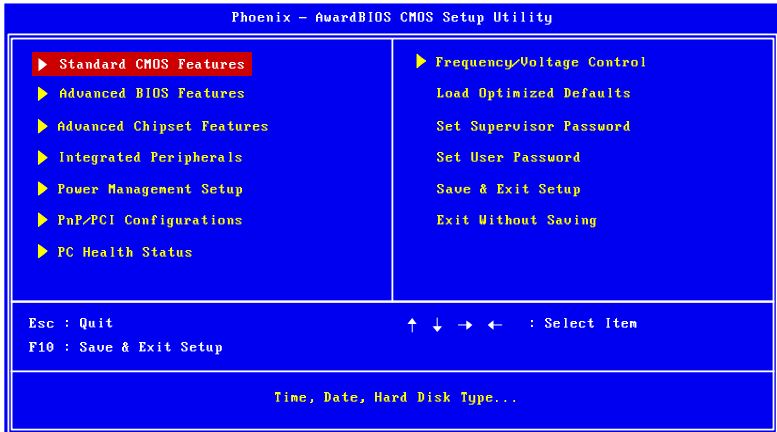 Phoenix – AwardBIOS CMOS Setup Utility
Standard CMOS Features
Advanced BIOS Features
Advanced Chipset Features
Integrated Peripherals
Power Management Setup
PnP/PCI Configurations
PC Health Status
Frequency/Voltage Control
Load Optimized Defaults
Set Supervisor Password
Set User Password
Save & Exit Setup
Exit Without Saving
Esc : Quit
↑ ↓ → ← : Select Item
F10 : Save & Exit Setup
Time, Date, Hard Disk Type...